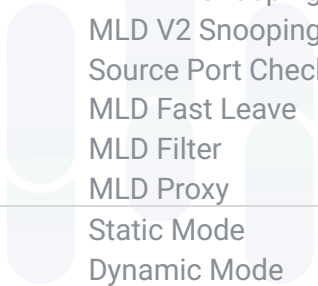 MLD V2 Snooping
Source Port Check
MLD Fast Leave
MLD Filter
MLD Proxy
Static Mode
Dynamic Mode